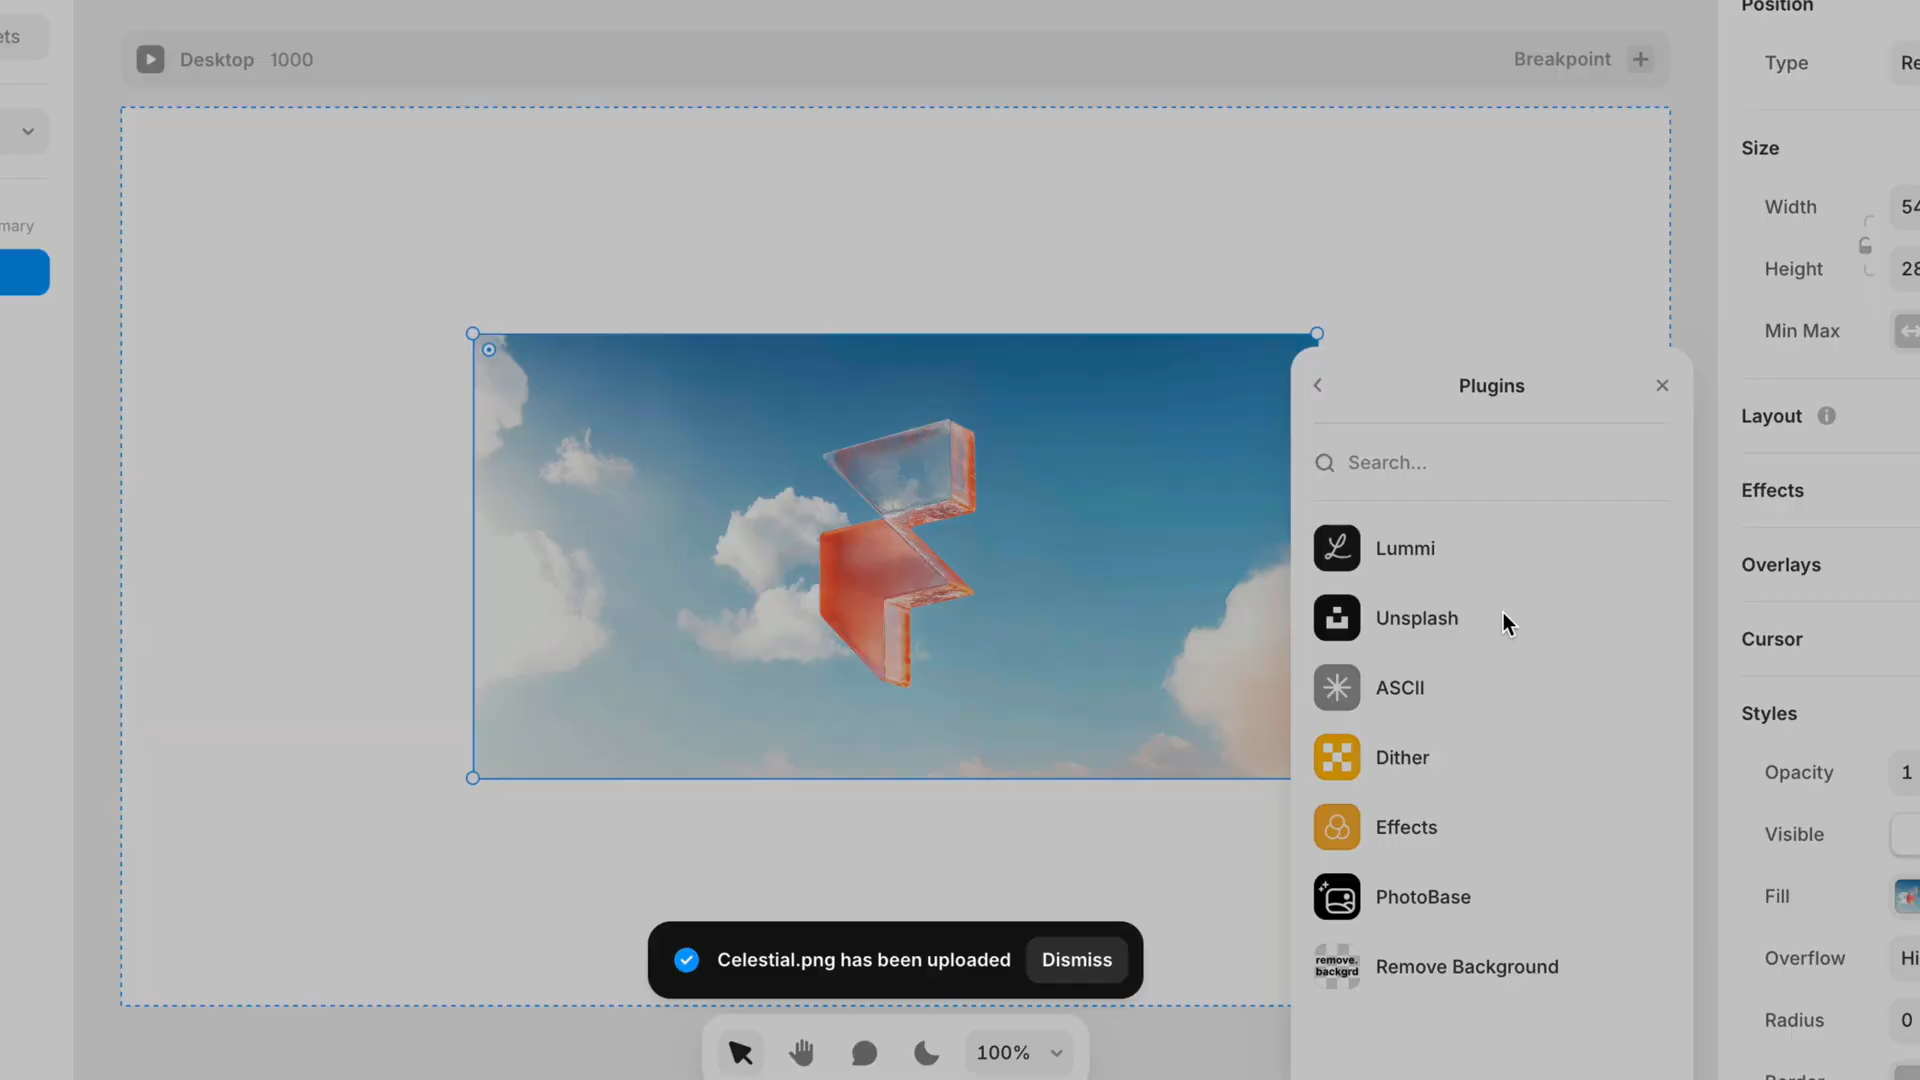 ets
Desktop 1000
Breakpoint
Position
Type Re
Size
Width 54
mary
Height 28
Min Max
Plugins
Layout
Search...
Effects
Lummi
Overlays
Unsplash
Cursor
ASCII
Styles
Dither
Opacity 1
Effects
Visible
PhotoBase
Fill
Celestial.png has been uploaded Dismiss
remove.
backgrd
Remove Background
Overflow Hi
Radius 0
100%